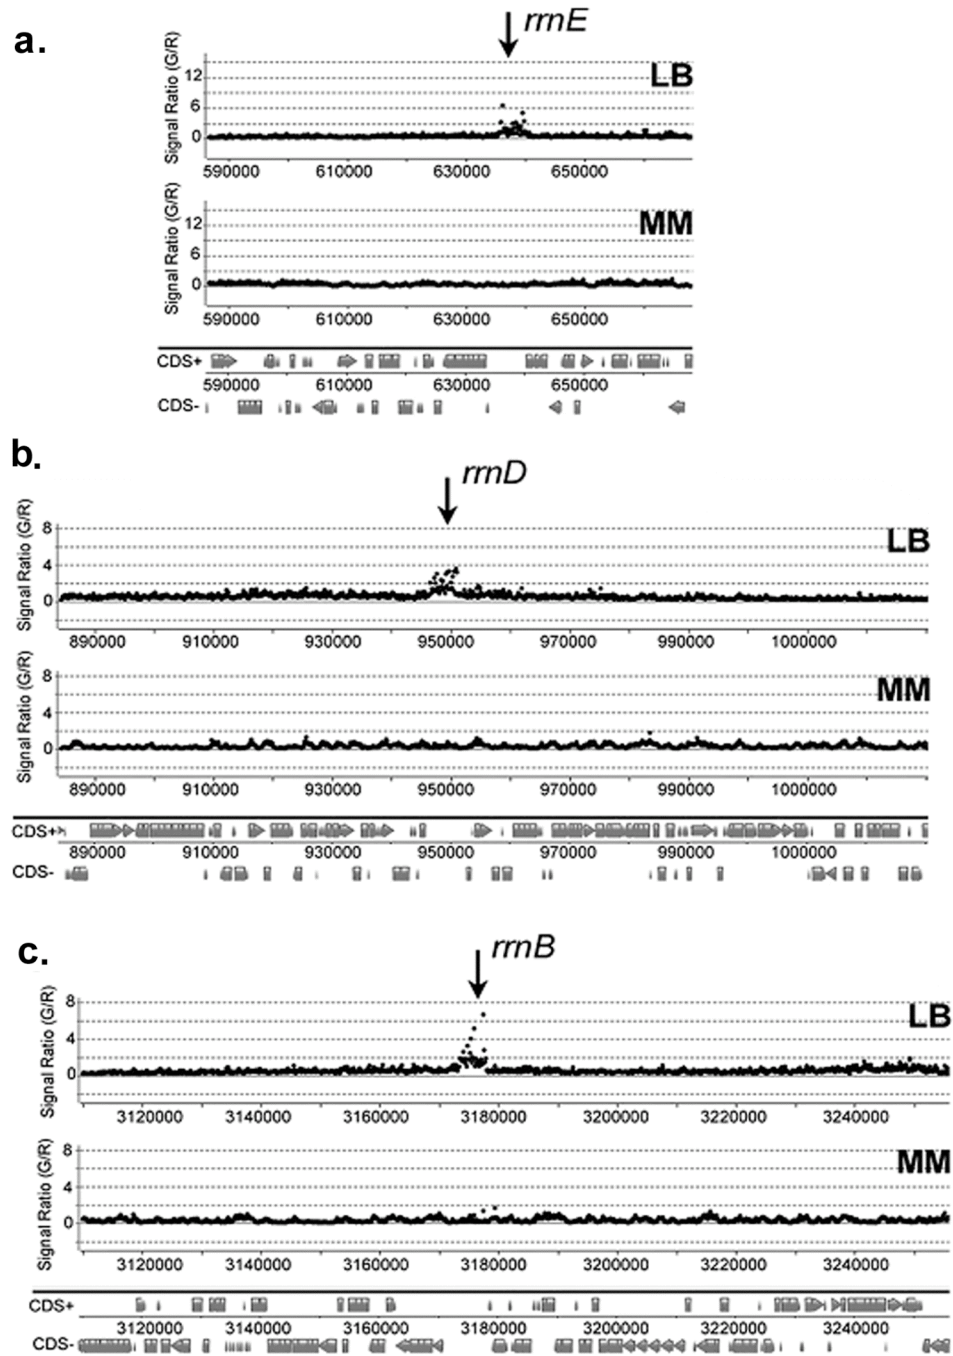 a.
rrnE
LB
Signal Ratio (G/R)
12
6
0
590000 610000 630000 650000
MM
Signal Ratio (G/R)
12
6
0
590000 610000 630000 650000
CDS+
590000 610000 630000 650000
CDS-
b.
rrnD
LB
Signal Ratio (G/R)
8
4
0
890000 910000 930000 950000 970000 990000 1000000
MM
Signal Ratio (G/R)
8
4
0
890000 910000 930000 950000 970000 990000 1000000
CDS+
890000 910000 930000 950000 970000 990000 1000000
CDS-
c.
rrnB
LB
Signal Ratio (G/R)
8
4
0
3120000 3140000 3160000 3180000 3200000 3220000 3240000
MM
Signal Ratio (G/R)
8
4
0
3120000 3140000 3160000 3180000 3200000 3220000 3240000
CDS+
3120000 3140000 3160000 3180000 3200000 3220000 3240000
CDS-